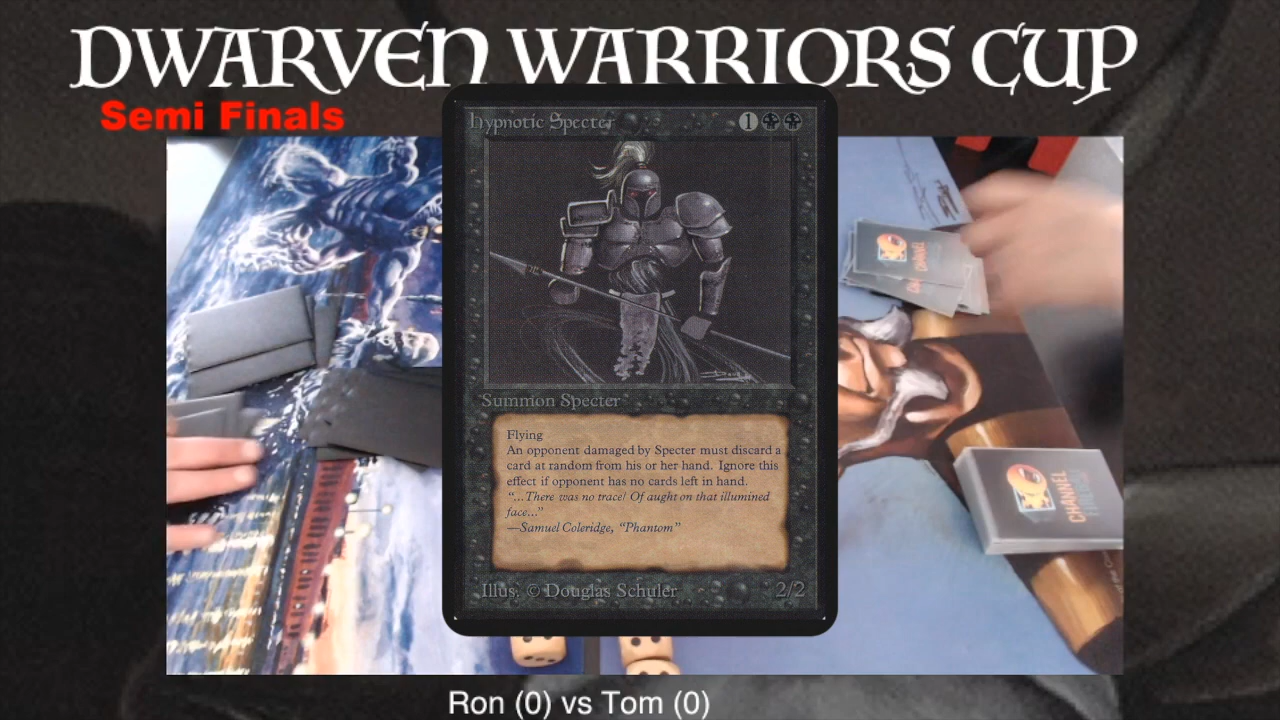 DWARVEN WARRIORS CUP
Semi Finals
Hypnotic Specter 1
Summon Specter
Flying
An opponent damaged by Specter must discard a
card at random from his or her hand. Ignore this
effect if opponent has no cards left in hand.
"...There was no trace! Of aught on that illumined
face..."
—Samuel Coleridge, "Phantom"
Illus. © Douglas Schuler 2/2
CHANNEL
CHANNEL
Ron (0) vs Tom (0)